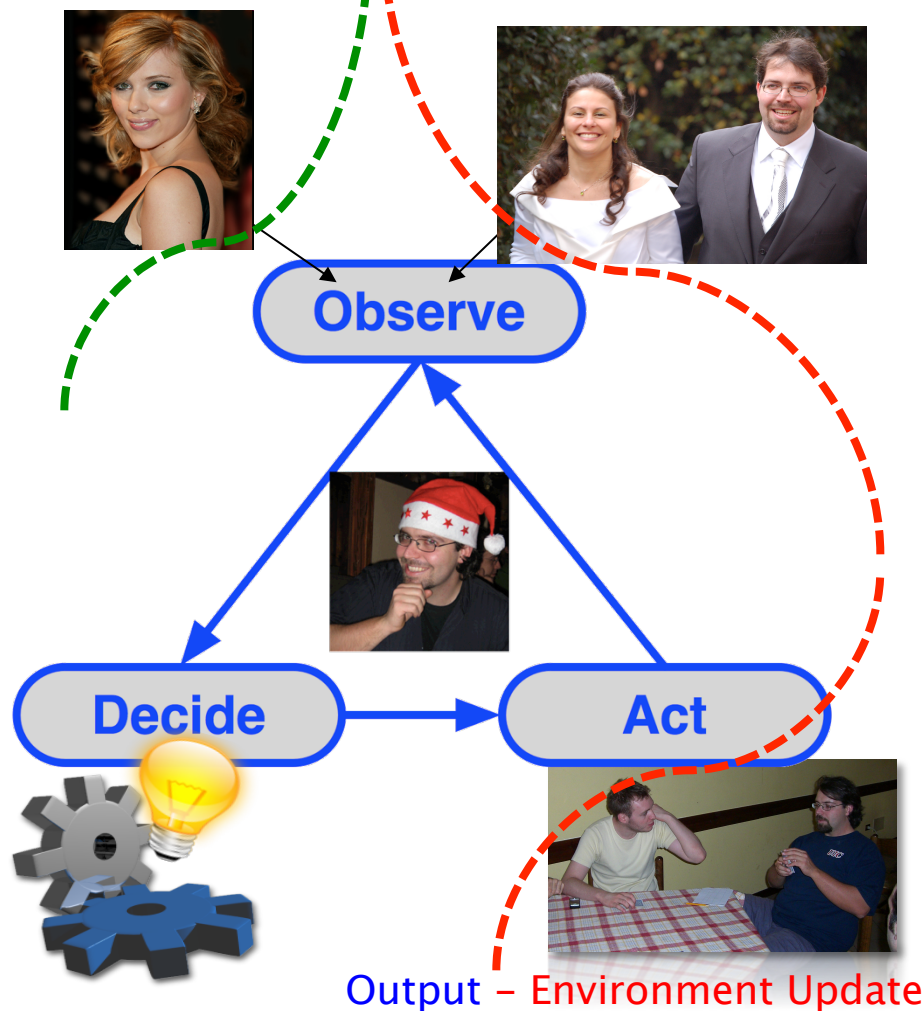 Observe
Decide
Act
Output – Environment Update